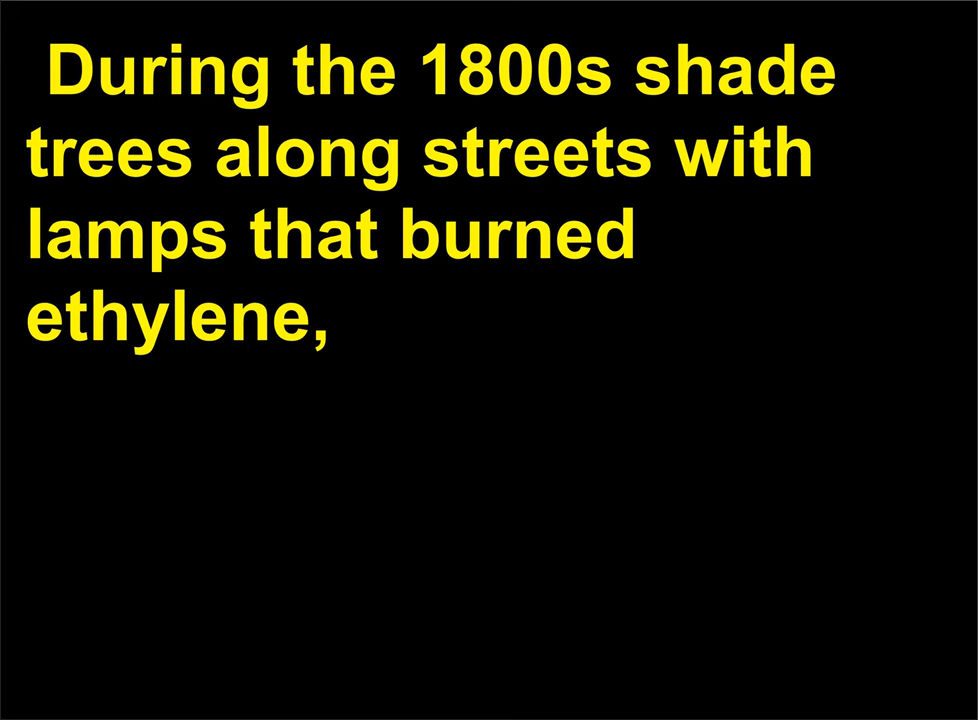 During the 1800s shade
trees along streets with
lamps that burned
ethylene,